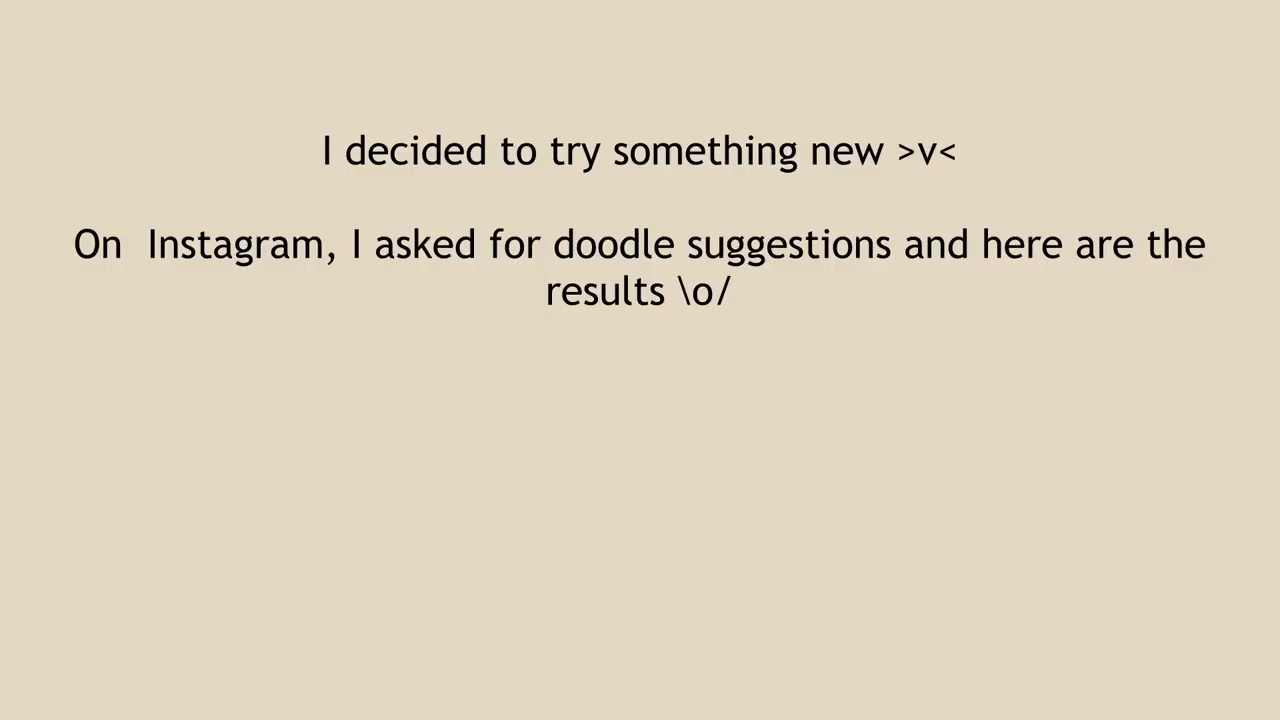 I decided to try something new >v<
On  Instagram, I asked for doodle suggestions and here are the
results \o/